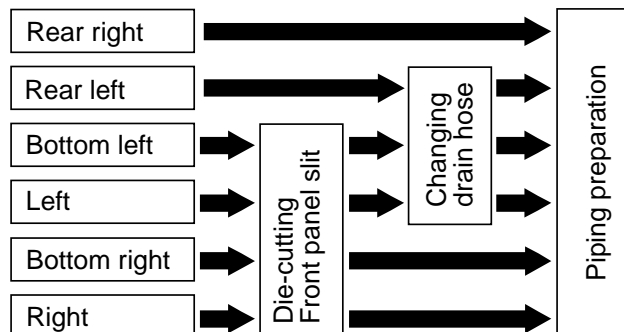 Rear right
Rear left
Bottom left
Left
Bottom right
Right
Die-cutting
Front panel slit
Changing
drain hose
Piping preparation